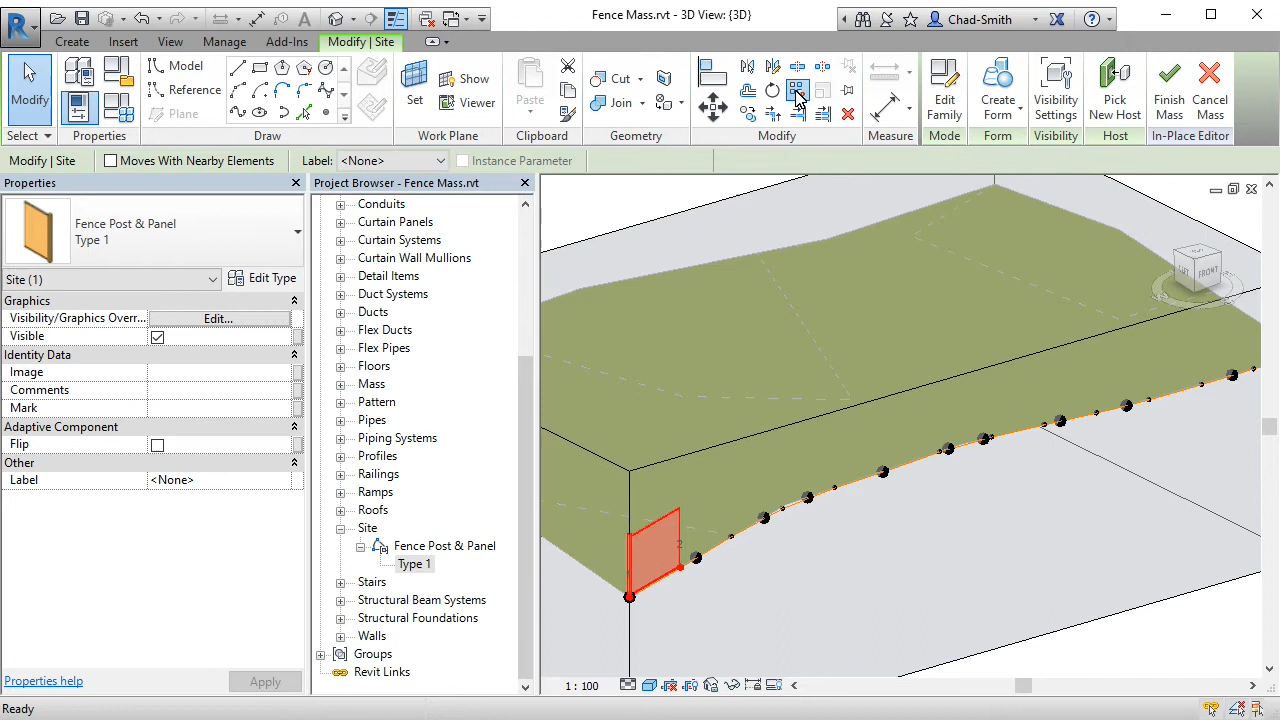 Fence Mass.rvt - 3D View: {3D}
Chad-Smith
Create Insert View Manage Add-Ins Modify | Site
Modify
Model
Reference
Plane
Set
Show
Viewer
Paste
Cut
Join
Edit
Family
Create
Form
Visibility
Settings
Pick
New Host
Finish
Mass
Cancel
Mass
Select Properties Draw Work Plane Clipboard Geometry Modify Measure Mode Form Visibility Host In-Place Editor
Modify | Site Moves With Nearby Elements Label: <None> Instance Parameter
Properties
Fence Post & Panel
Type 1
Site (1) Edit Type
Graphics
Visibility/Graphics Overr... Edit...
Visible
Identity Data
Image
Comments
Mark
Adaptive Component
Flip
Other
Label <None>
Properties help Apply
Project Browser - Fence Mass.rvt
Conduits
Curtain Panels
Curtain Systems
Curtain Wall Mullions
Detail Items
Duct Systems
Ducts
Flex Ducts
Flex Pipes
Floors
Mass
Pattern
Pipes
Piping Systems
Profiles
Railings
Ramps
Roofs
Site
Fence Post & Panel
Type 1
Stairs
Structural Beam Systems
Structural Foundations
Walls
Groups
Revit Links
FRONT
2
1 : 100
Ready